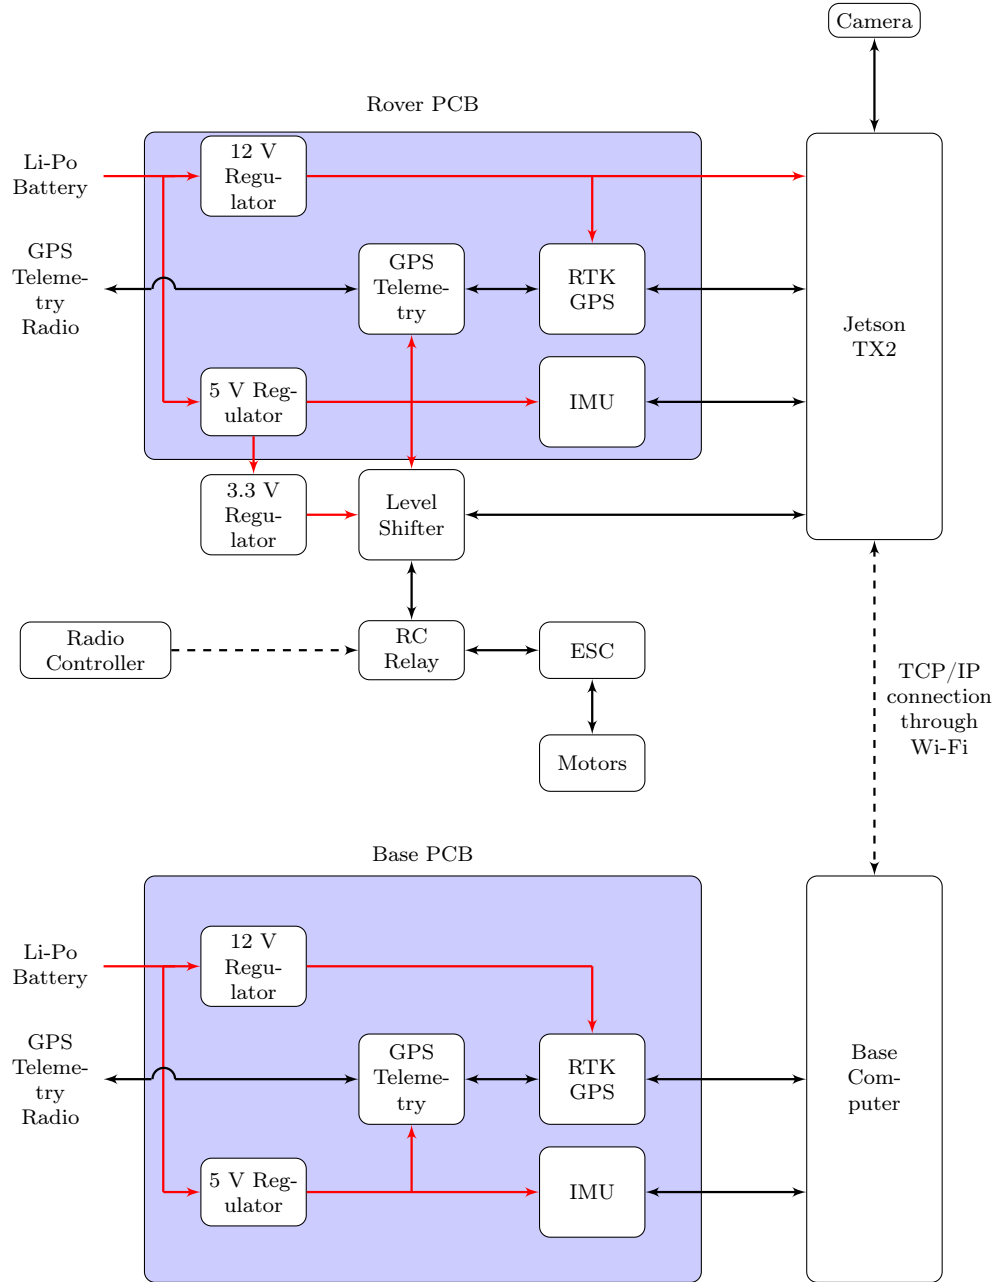 Camera
Rover PCB
Li-Po
Battery
12 V
Regu-
lator
GPS
Teleme-
try
Radio
GPS
Teleme-
try
RTK
GPS
Jetson
TX2
5 V Reg-
ulator
IMU
3.3 V
Regu-
lator
Level
Shifter
Radio
Controller
RC
Relay
ESC
TCP/IP
connection
through
Wi-Fi
Motors
Base PCB
Li-Po
Battery
12 V
Regu-
lator
GPS
Teleme-
try
Radio
GPS
Teleme-
try
RTK
GPS
Base
Com-
puter
5 V Reg-
ulator
IMU